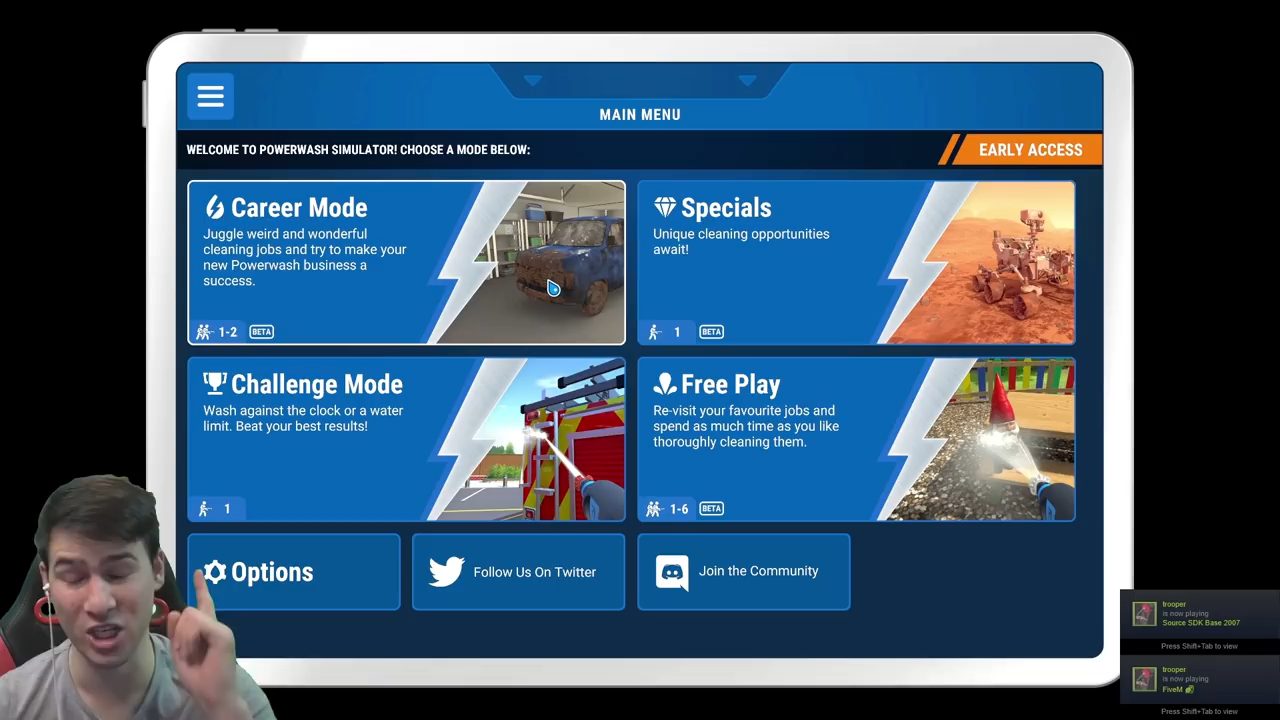 MAIN MENU
WELCOME TO POWERWASH SIMULATOR! CHOOSE A MODE BELOW:
EARLY ACCESS
Career Mode
Juggle weird and wonderful
cleaning jobs and try to make your
new Powerwash business a
success.
1-2 BETA
Specials
Unique cleaning opportunities
await!
1 BETA
Challenge Mode
Wash against the clock or a water
limit. Beat your best results!
1
Free Play
Re-visit your favourite jobs and
spend as much time as you like
thoroughly cleaning them.
1-6 BETA
Options
Follow Us On Twitter
Join the Community
trooper
is now playing
Source SDK Base 2007
Press Shift+Tab to view
trooper
is now playing
FiveM
Press Shift+Tab to view